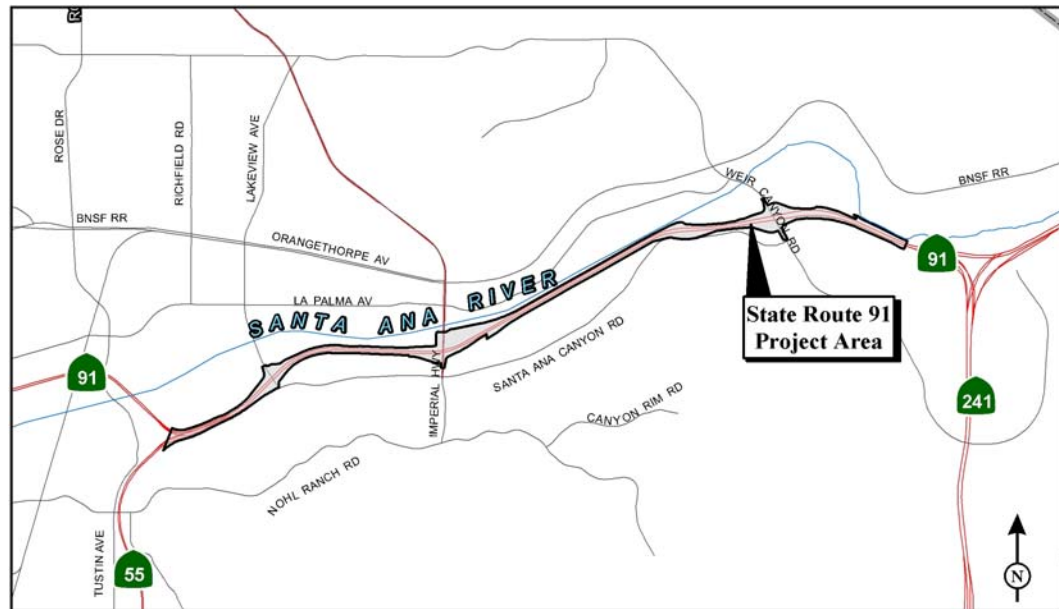 ROSE DR
RICHFIELD RD
LAKEVIEW AVE
BNSF RR
ORANGETHORPE AV
LA PALMA AV
SANTA ANA RIVER
WEIR CANYON RD
BNSF RR
91
State Route 91
Project Area
91
IMPERIAL HWY
SANTA ANA CANYON RD
CANYON RIM RD
241
NOHL RANCH RD
TUSTIN AVE
55
N